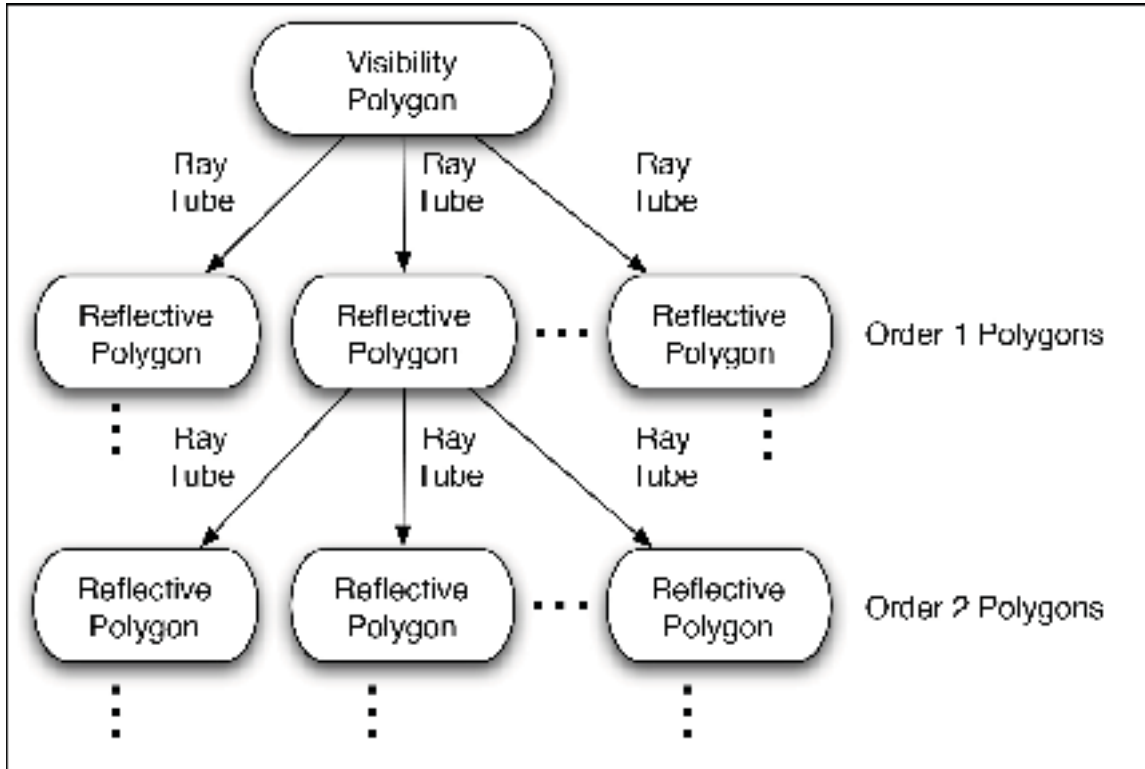 Visibility
Polygon
Ray
Tube
Ray
Tube
Ray
Tube
Reflective
Polygon
Reflective
Polygon
Reflective
Polygon
Order 1 Polygons
Ray
Tube
Ray
Tube
Ray
Tube
Reflective
Polygon
Reflective
Polygon
Reflective
Polygon
Order 2 Polygons